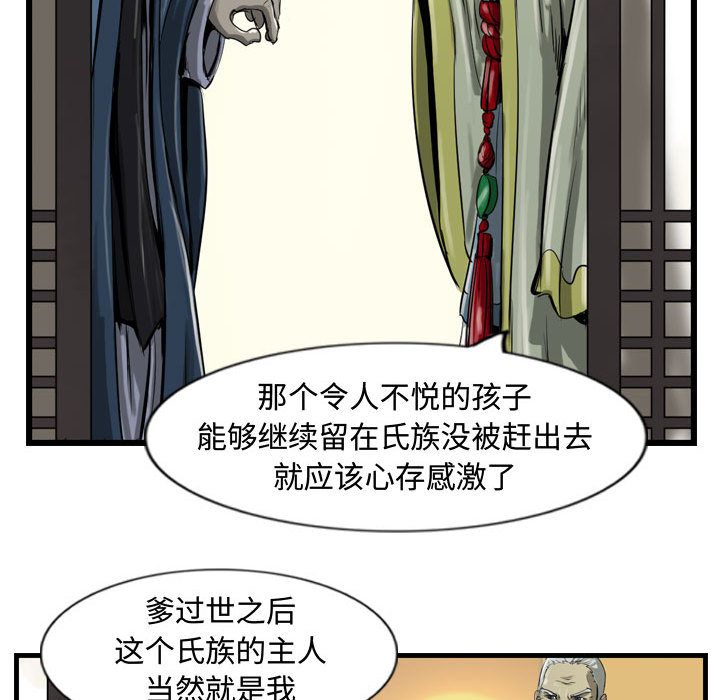 那个令人不悦的孩子
能够继续留在氏族没被赶出去
就应该心存感激了
爹过世之后
这个氏族的主人
当然就是我